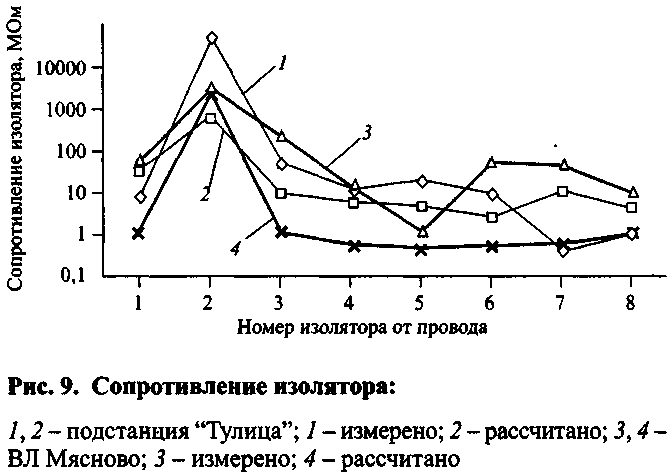 Сопротивление изолятора, МОм
10000
1000
100
10
1
0,1
1
2
3
4
1 2 3 4 5 6 7 8
Номер изолятора от провода
Рис. 9. Сопротивление изолятора:
1, 2 – подстанция “Тулица”; 1 – измерено; 2 – рассчитано; 3, 4 –
ВЛ Мясново; 3 – измерено; 4 – рассчитано